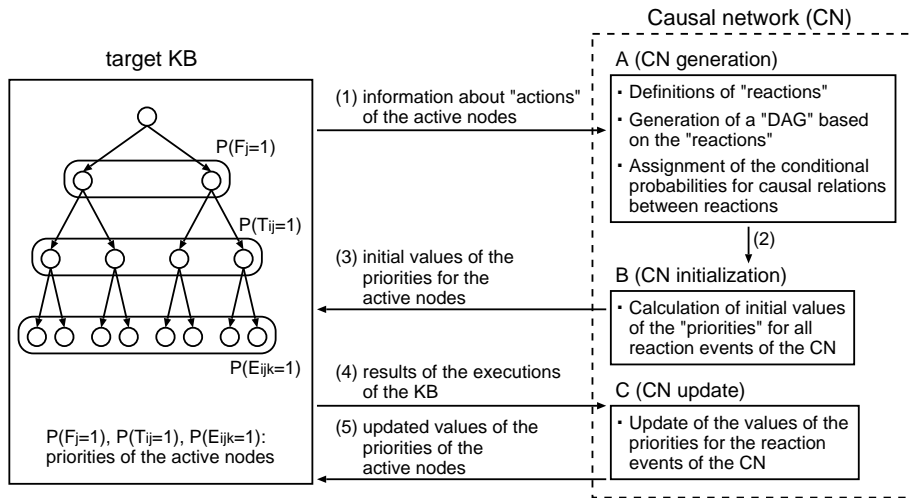 Causal network (CN)
target KB
A (CN generation)
・ Definitions of "reactions"
・ Generation of a "DAG" based
on the "reactions"
・ Assignment of the conditional
probabilities for causal relations
between reactions
(1) information about "actions"
of the active nodes
P(Fj=1)
P(Tij=1)
(2)
(3) initial values of the
priorities for the
active nodes
B (CN initialization)
・ Calculation of initial values
of the "priorities" for all
reaction events of the CN
P(Eijk=1)
(4) results of the executions
of the KB
C (CN update)
・ Update of the values of the
priorities for the reaction
events of the CN
(5) updated values of the
priorities of the
active nodes
P(Fj=1), P(Tij=1), P(Eijk=1):
priorities of the active nodes